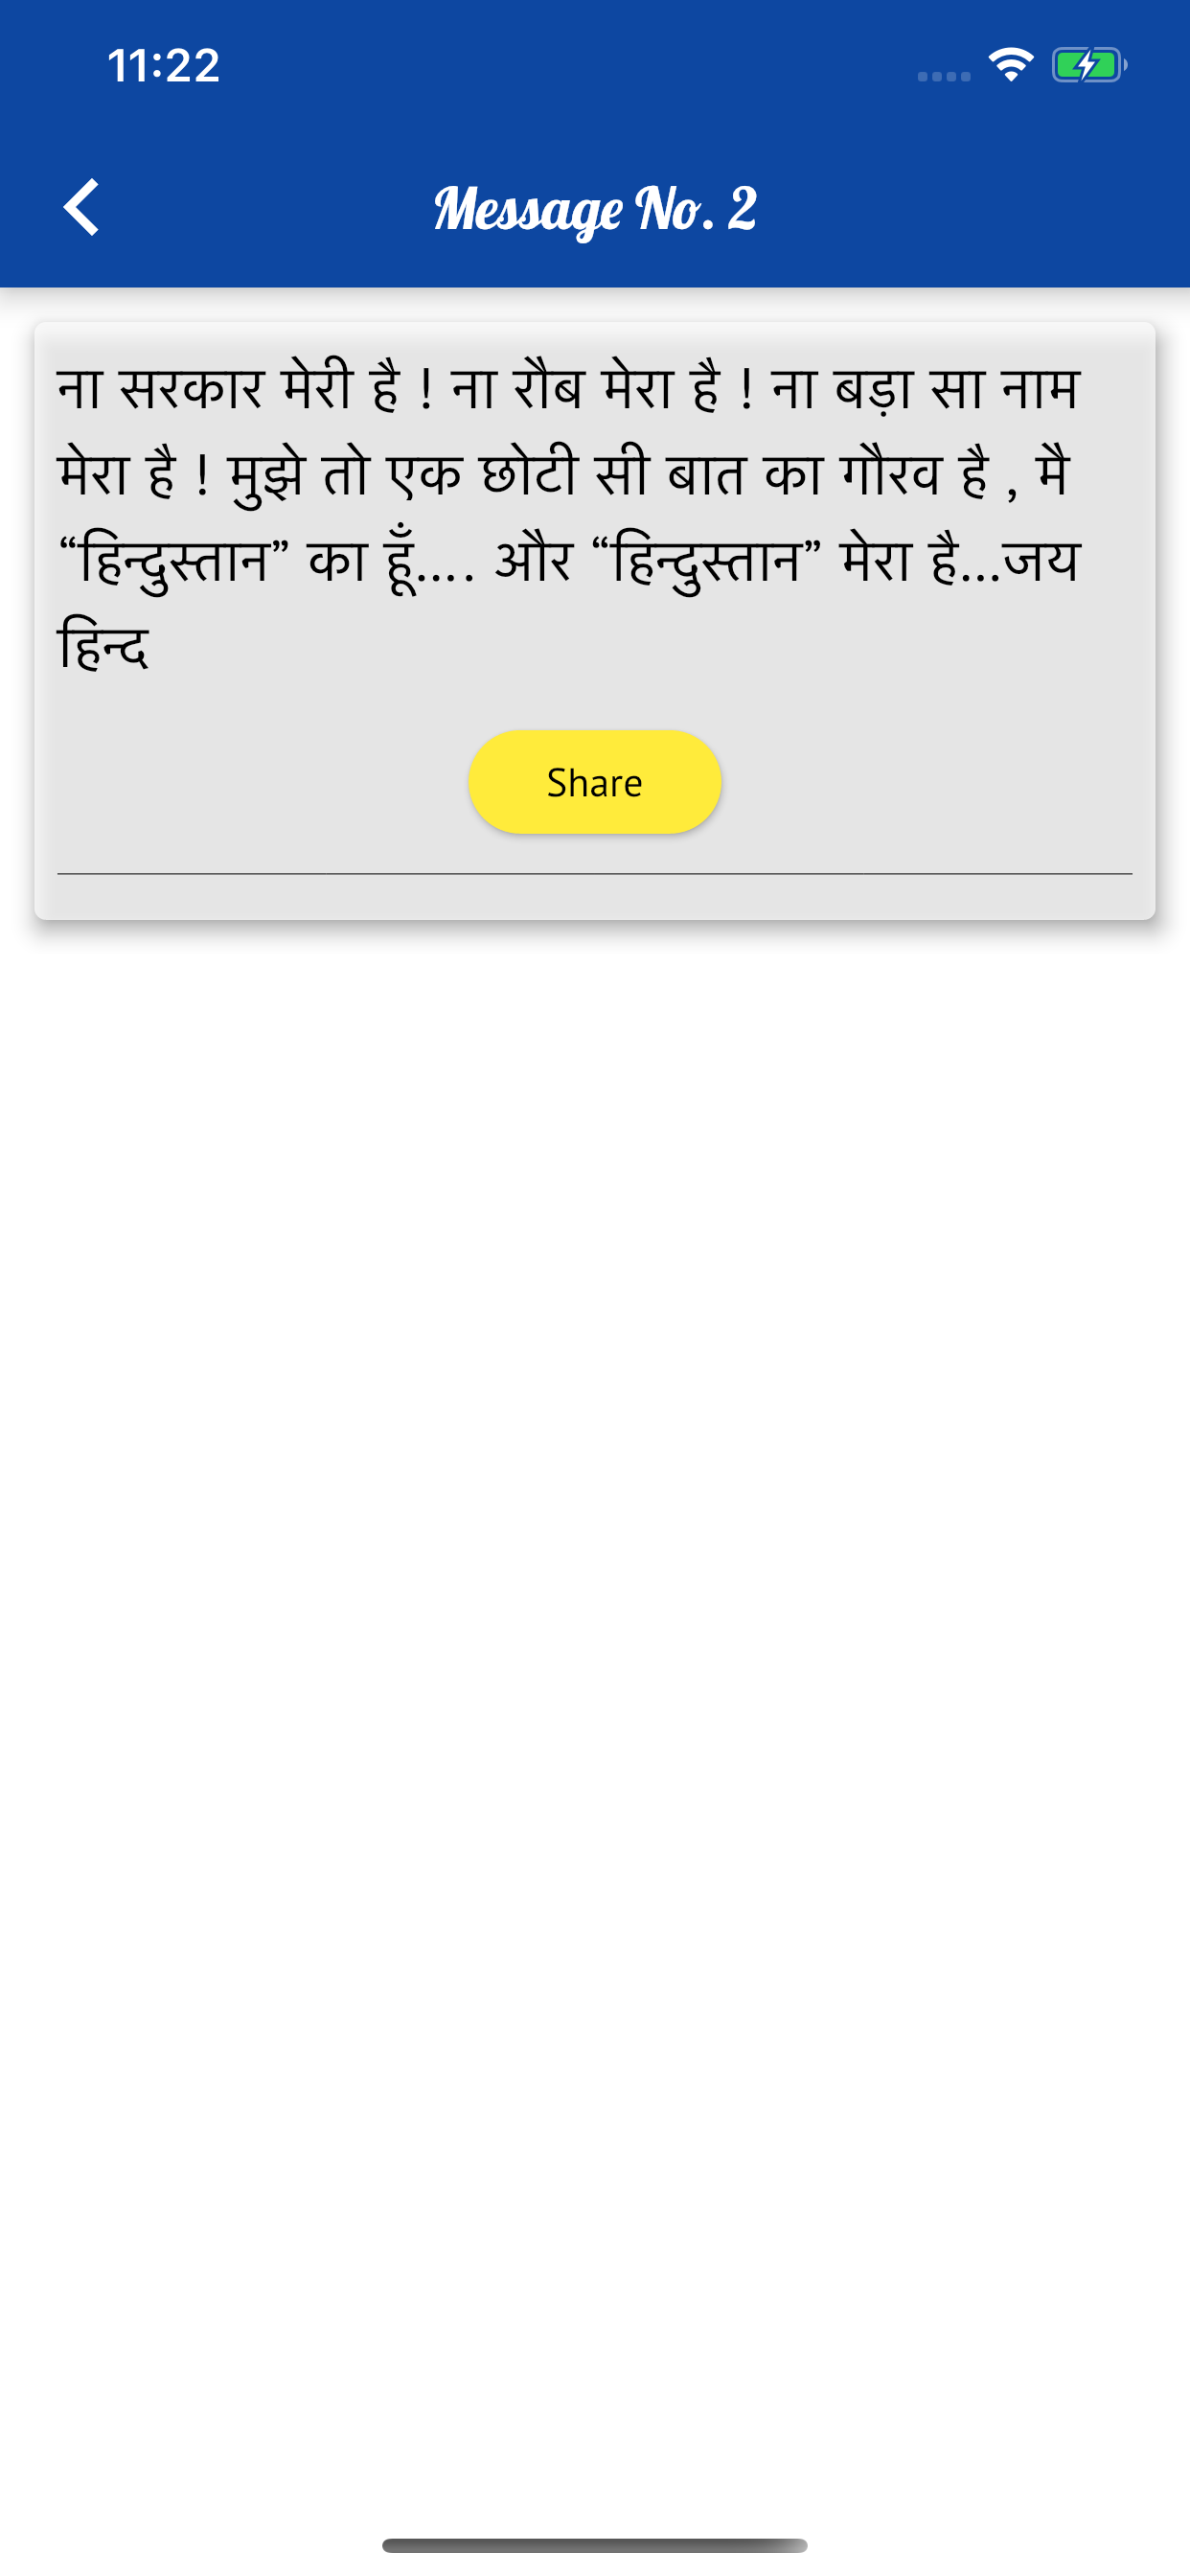 11:22
Message No. 2
ना सरकार मेरी है ! ना रौब मेरा है ! ना बड़ा सा नाम
मेरा है ! मुझे तो एक छोटी सी बात का गौरव है , मै
“हिन्दुस्तान” का हूँ.... और “हिन्दुस्तान” मेरा है...जय
हिन्द
Share